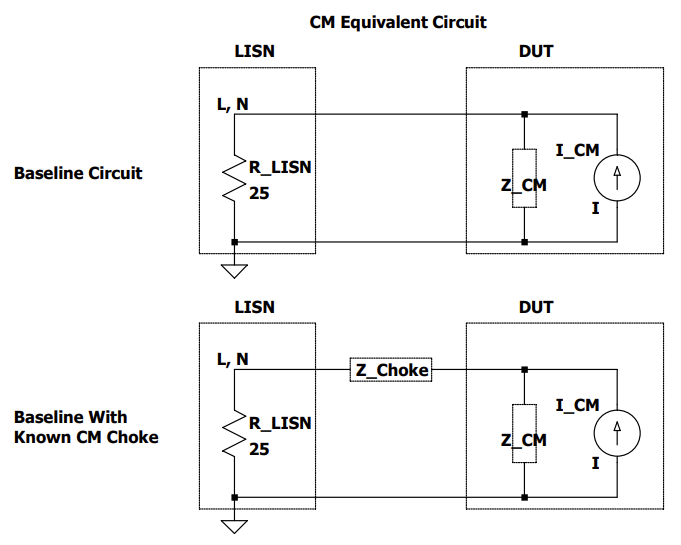 CM Equivalent Circuit
LISN
DUT
L, N
R_LISN
25
I_CM
Z_CM
I
Baseline Circuit
LISN
DUT
L, N
Z_Choke
R_LISN
25
I_CM
Z_CM
I
Baseline With
Known CM Choke